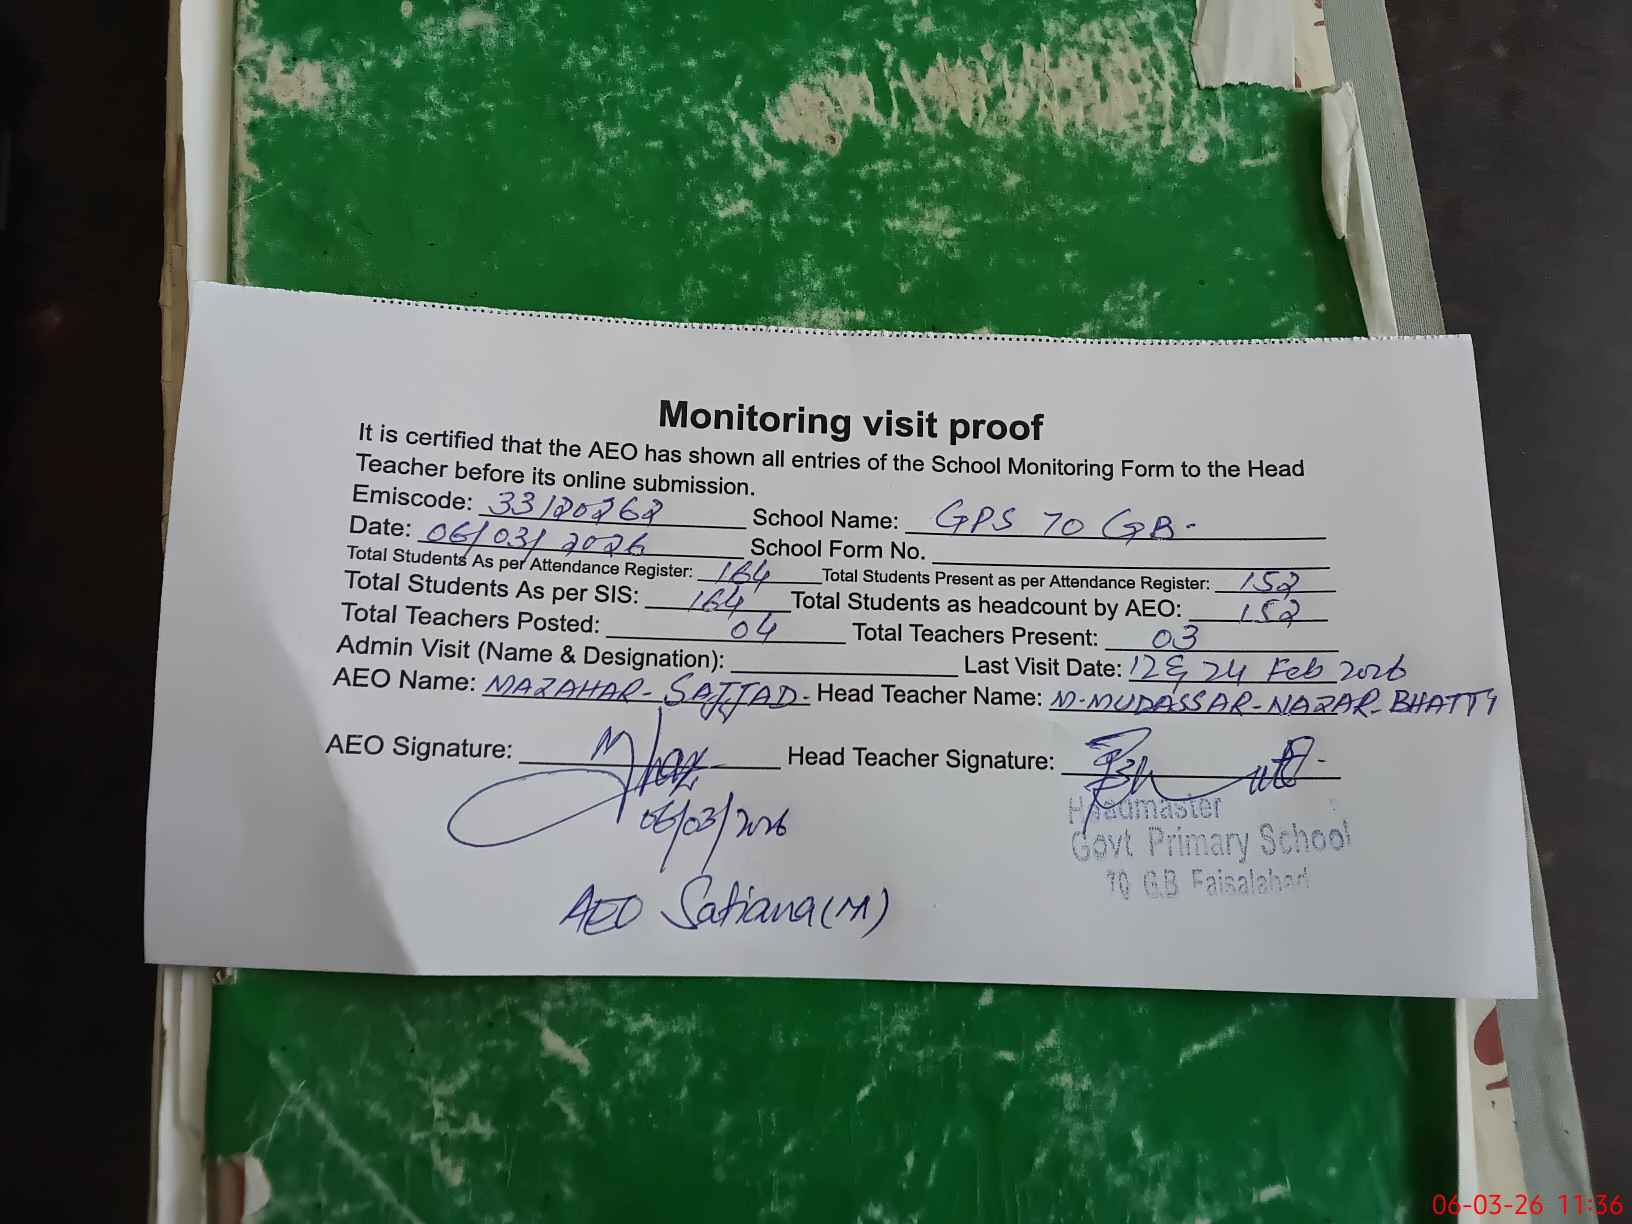 Monitoring visit proof
It is certified that the AEO has shown all entries of the School Monitoring Form to the Head
Teacher before its online submission.
Emiscode: 33120262 School Name: GPS 70 GB.
Date: 06/03/2026 School Form No.
Total Students As per Attendance Register: 164 Total Students Present as per Attendance Register: 152
Total Students As per SIS: 164 Total Students as headcount by AEO: 152
Total Teachers Posted: 04 Total Teachers Present: 03
Admin Visit (Name & Designation): Last Visit Date: 12 & 24 Feb 2026
AEO Name: MAZAHAR-SAJJAD- Head Teacher Name: M-MUDASSAR-NAZAR-BHATTY
AEO Signature: Head Teacher Signature:
06/03/2026
AEO Satiana(M)
Headmaster
Govt Primary School
70 G.B Faisalabad
06-03-26 11:36